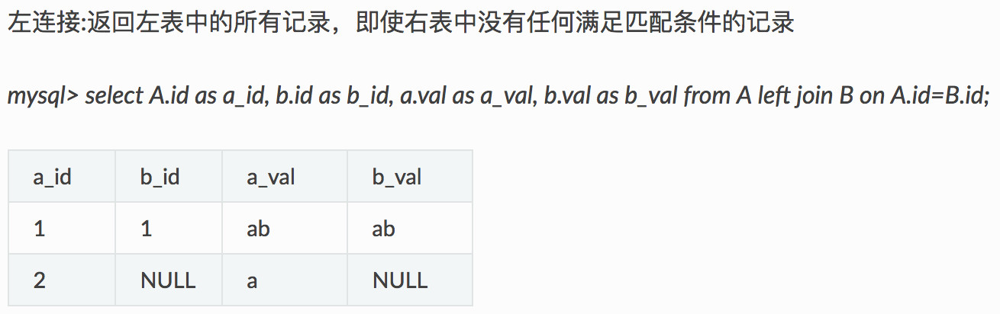 左连接:返回左表中的所有记录，即使右表中没有任何满足匹配条件的记录
mysql> select A.id as a_id, b.id as b_id, a.val as a_val, b.val as b_val from A left join B on A.id=B.id;
a_id b_id a_val b_val
1 1 ab ab
2 NULL a NULL